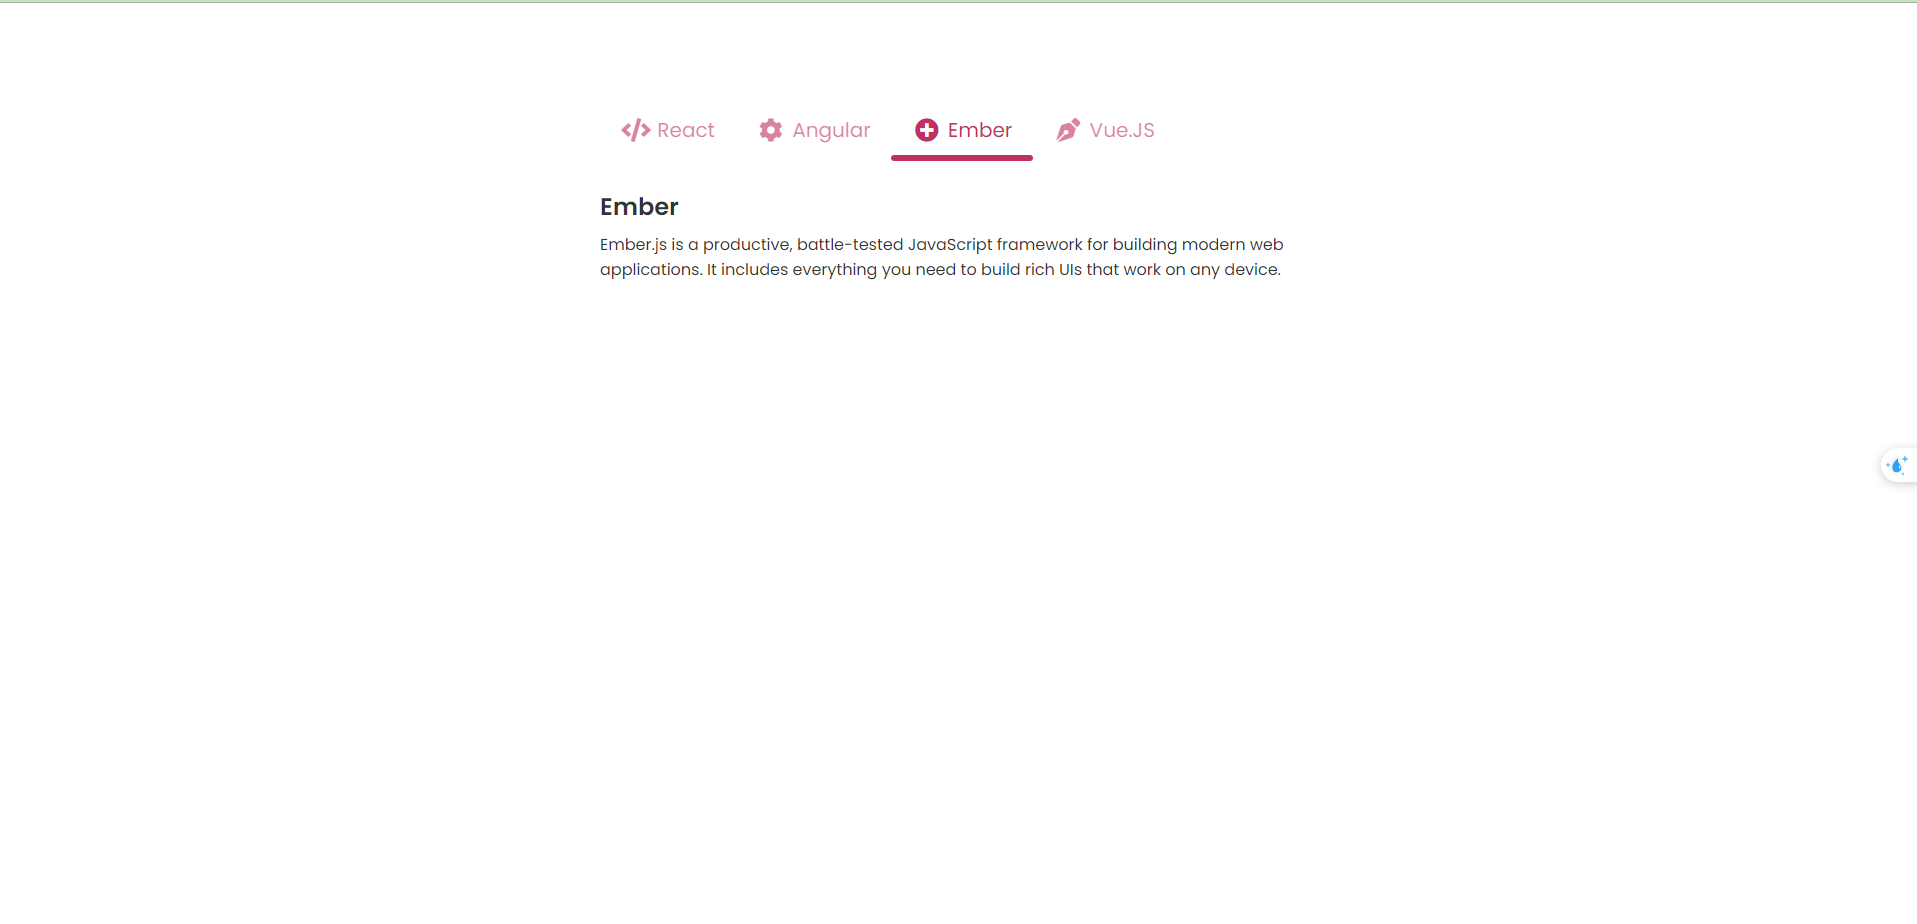 React Angular Ember Vue.JS
Ember
Ember.js is a productive, battle-tested JavaScript framework for building modern web
applications. It includes everything you need to build rich UIs that work on any device.